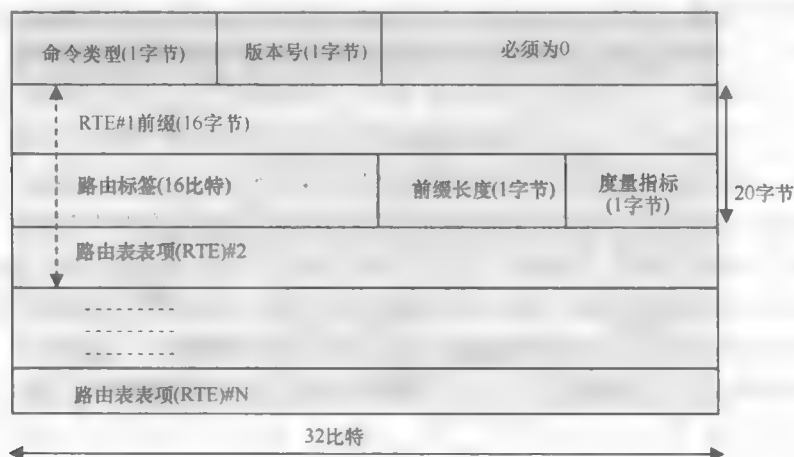 命令类型(1字节) 版本号(1字节) 必须为0
RTE#1前缀(16字节)
路由标签(16比特) 前缀长度(1字节) 度量指标
(1字节)
20字节
路由表表项(RTE)#2
---------
---------
---------
路由表表项(RTE)#N
32比特